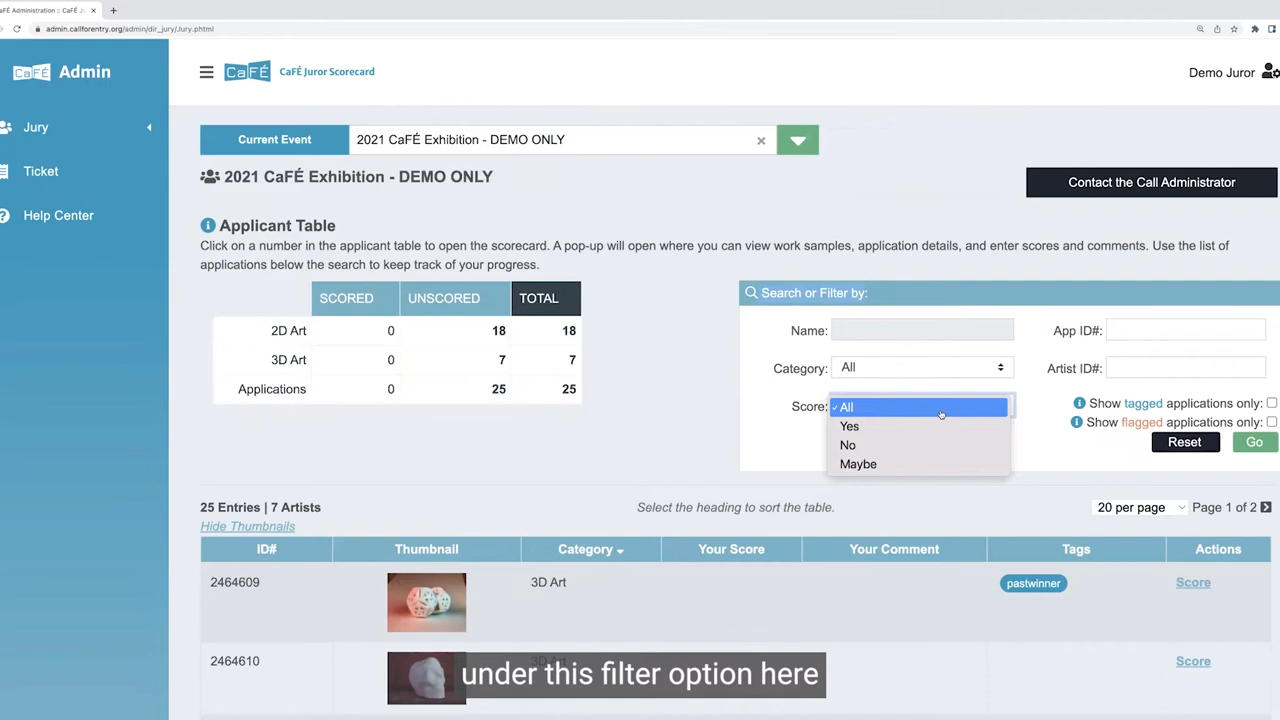 aFÉ Administration :: CaFÉ J
admin.callforentry.org/admin/dir_jury/Jury.phtml
CaFÉ Admin
CaFÉ CaFÉ Juror Scorecard
Demo Juror
Jury
Ticket
Help Center
Current Event 2021 CaFÉ Exhibition - DEMO ONLY
2021 CaFÉ Exhibition - DEMO ONLY
Contact the Call Administrator
Applicant Table
Click on a number in the applicant table to open the scorecard. A pop-up will open where you can view work samples, application details, and enter scores and comments. Use the list of
applications below the search to keep track of your progress.
SCORED UNSCORED TOTAL
2D Art 0 18 18
3D Art 0 7 7
Applications 0 25 25
Search or Filter by:
Name: App ID#:
Category: All Artist ID#:
Score: All
Yes
No
Maybe
Show tagged applications only:
Show flagged applications only:
Reset Go
25 Entries | 7 Artists
Select the heading to sort the table.
20 per page Page 1 of 2
Hide Thumbnails
ID# Thumbnail Category Your Score Your Comment Tags Actions
2464609 3D Art pastwinner Score
2464610 3D Art Score
under this filter option here